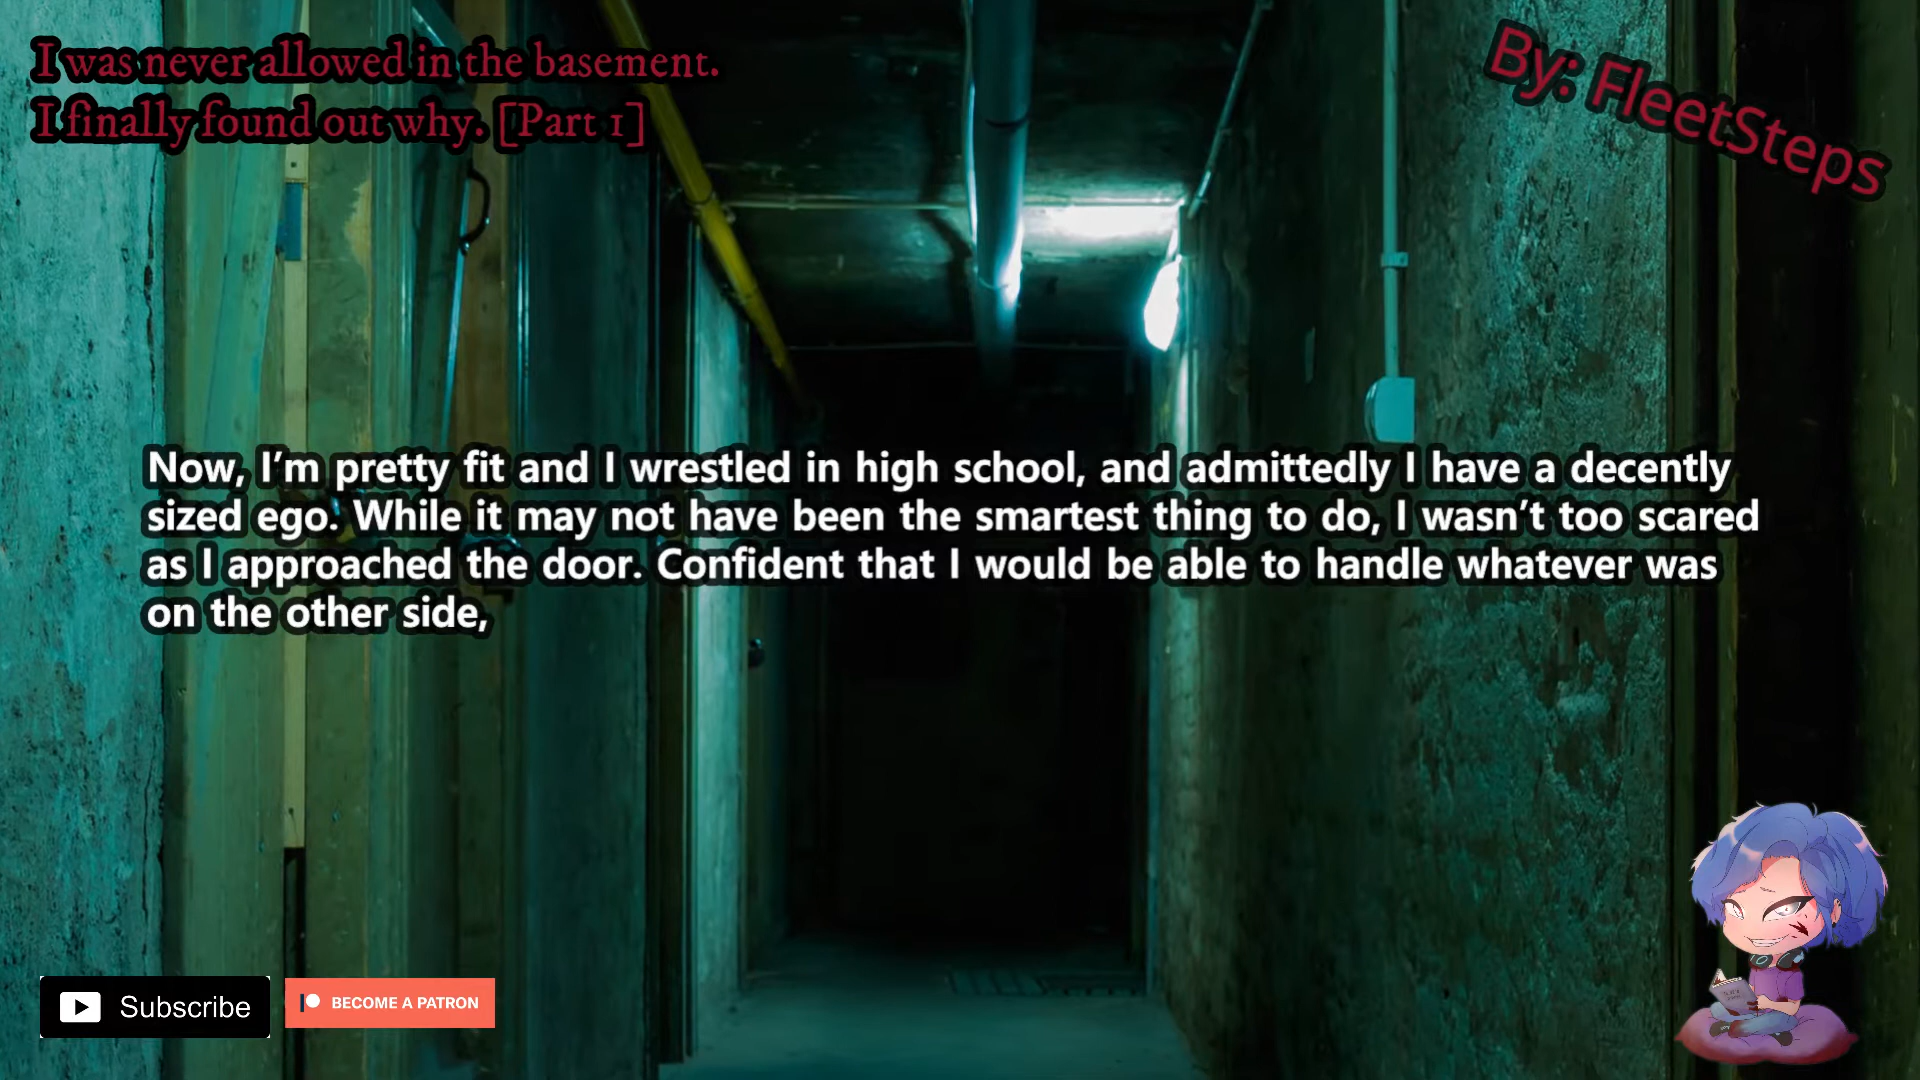 I was never allowed in the basement.
I finally found out why. [Part 1]
By: FleetSteps
Now, I’m pretty fit and I wrestled in high school, and admittedly I have a decently
sized ego. While it may not have been the smartest thing to do, I wasn’t too scared
as I approached the door. Confident that I would be able to handle whatever was
on the other side,
Subscribe
BECOME A PATRON